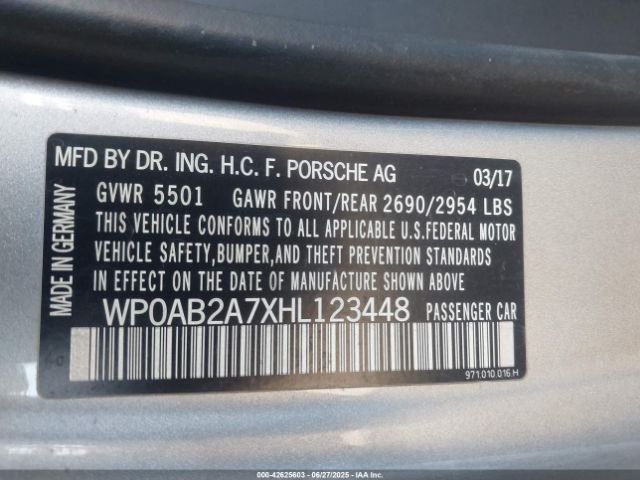 MFD BY DR. ING. H.C. F. PORSCHE AG 03/17
GVWR 5501 GAWR FRONT/REAR 2690/2954 LBS
THIS VEHICLE CONFORMS TO ALL APPLICABLE U.S.FEDERAL MOTOR
VEHICLE SAFETY,BUMPER,AND THEFT PREVENTION STANDARDS
IN EFFECT ON THE DATE OF MANUFACTURE SHOWN ABOVE.
WP0AB2A7XHL123448 PASSENGER CAR
971.010.016.H
MADE IN GERMANY
000-42625603 | 06/27/2025 | IAAI.COM